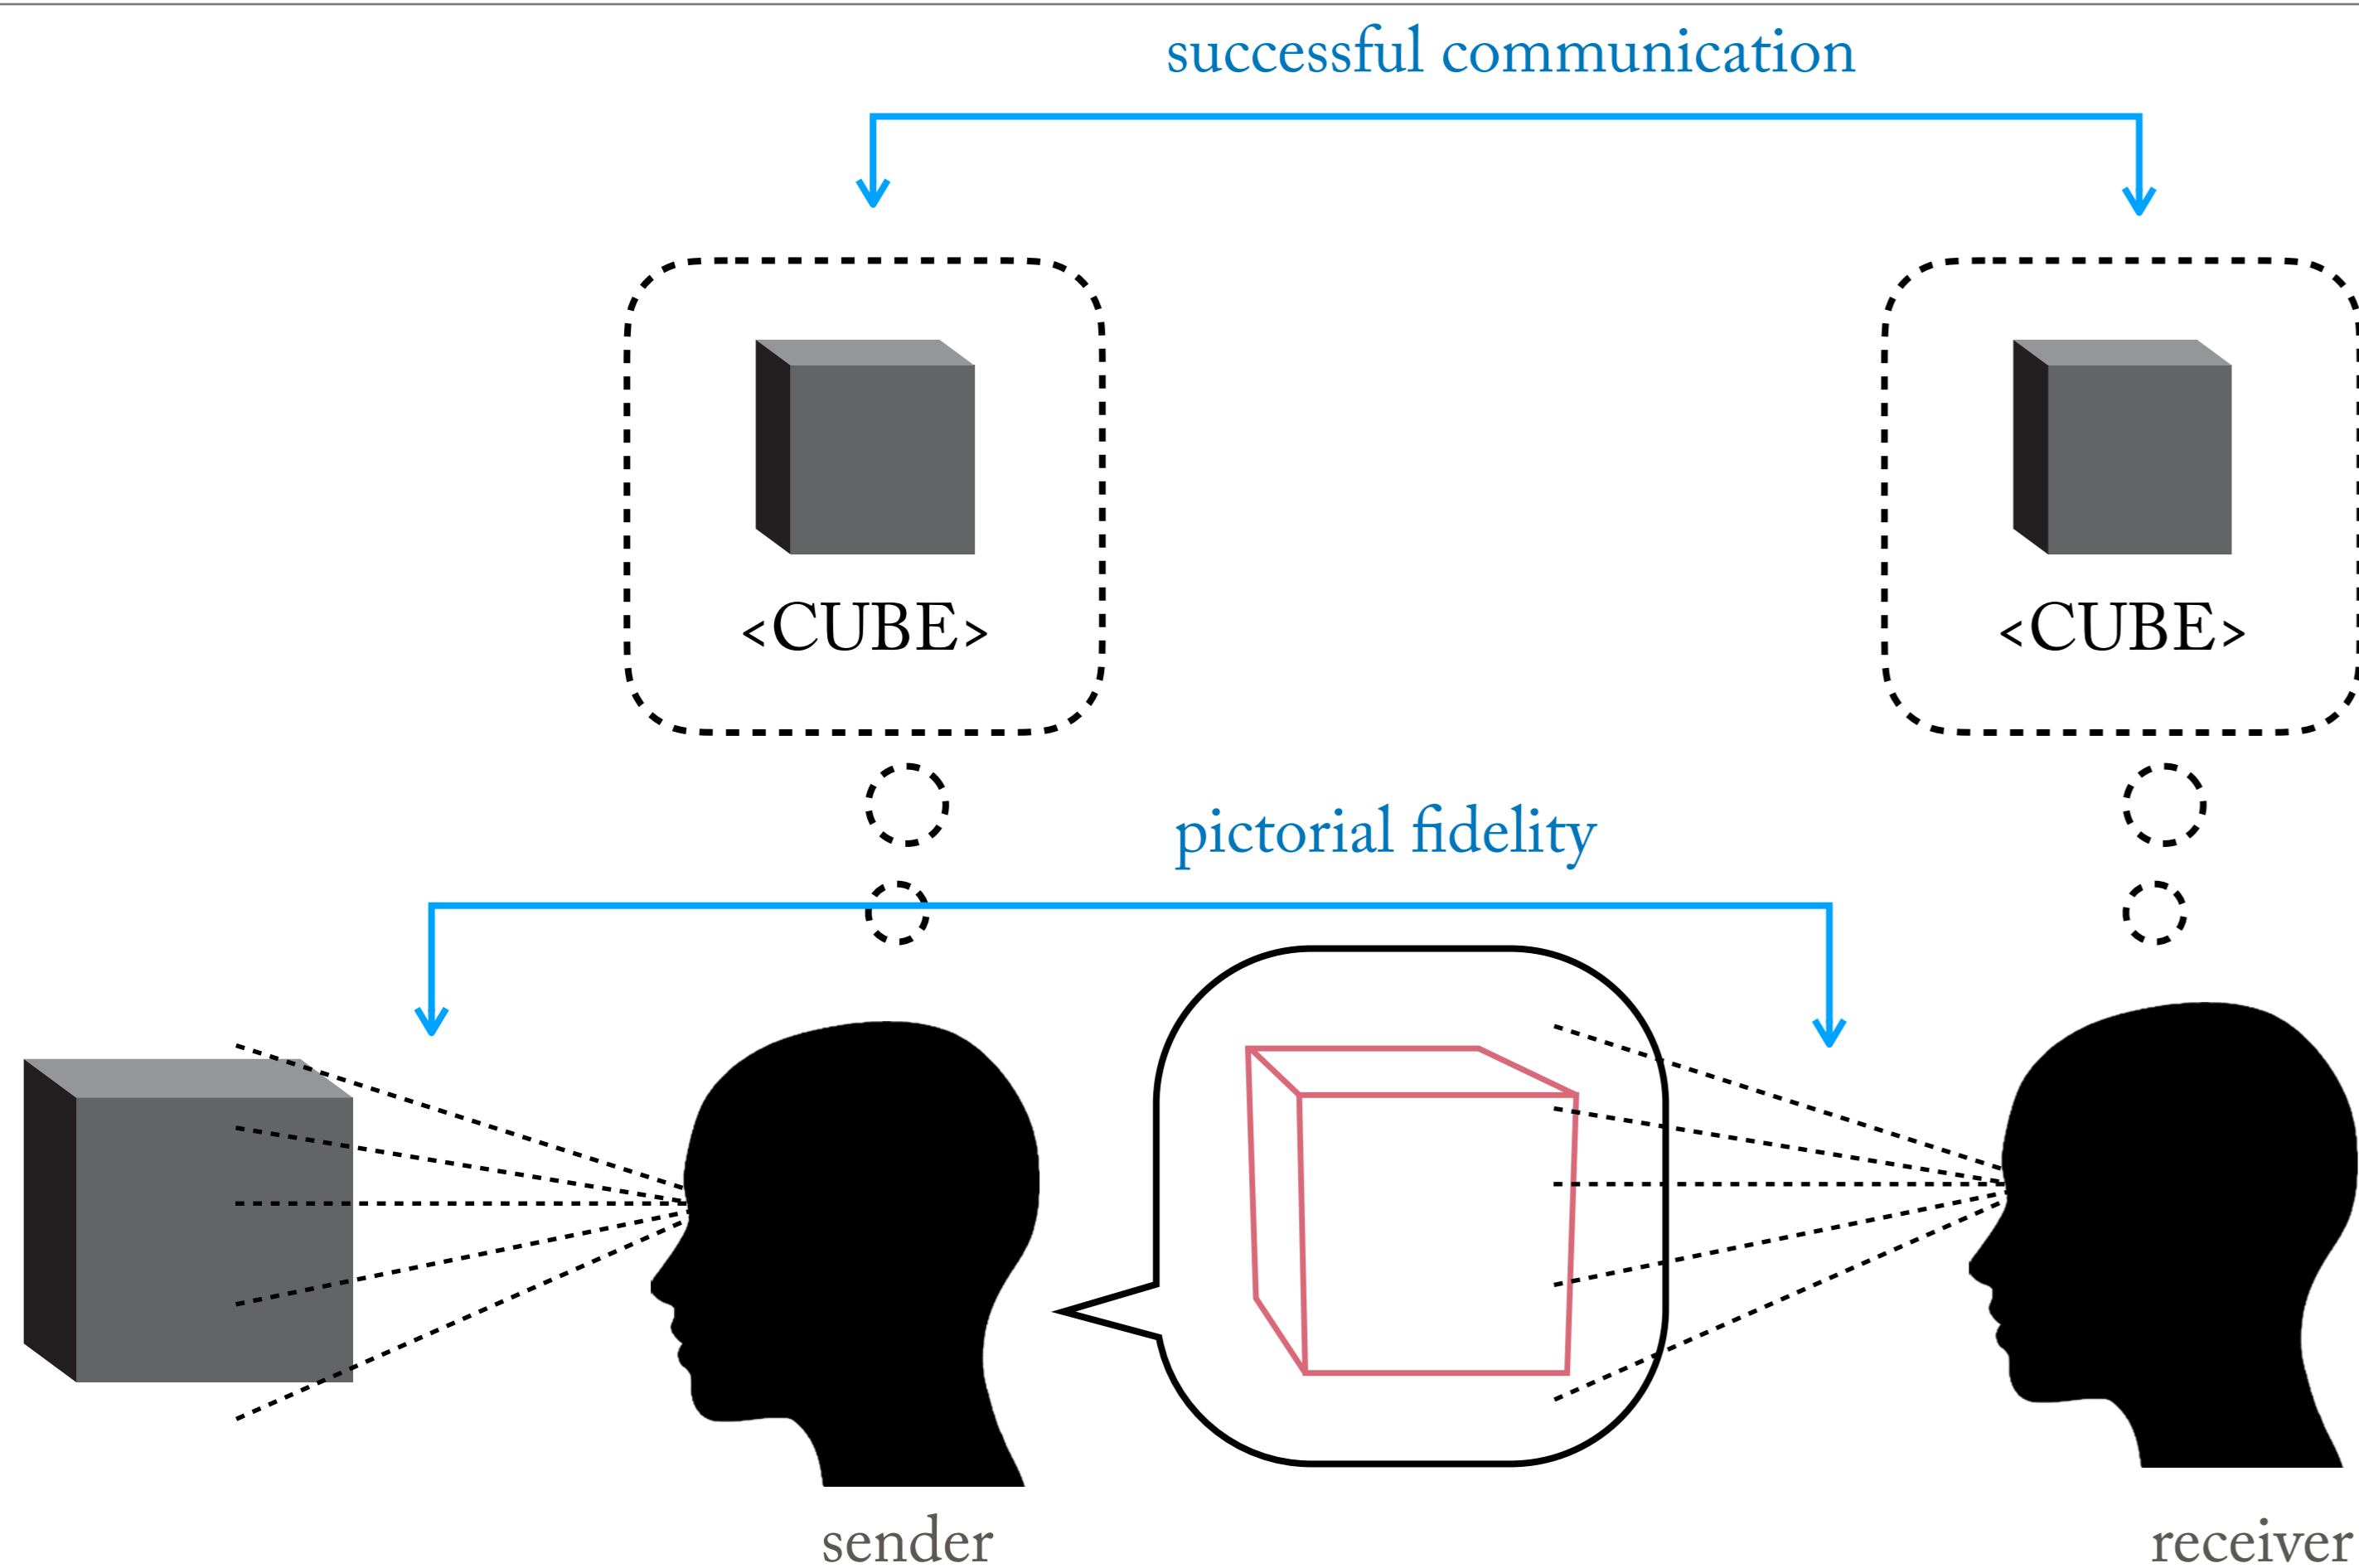 successful communication
<CUBE>
<CUBE>
pictorial fidelity
sender
receiver